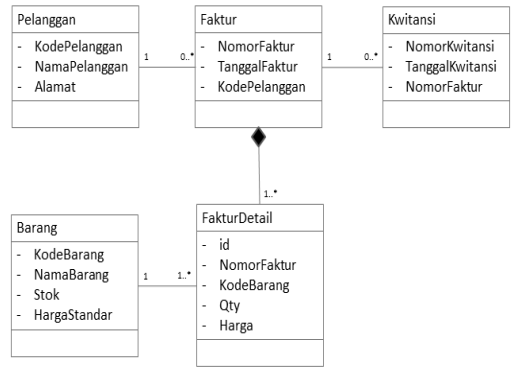 Pelanggan
- KodePelanggan
- NamaPelanggan
- Alamat
1
0..*
Faktur
- NomorFaktur
- TanggalFaktur
- KodePelanggan
1
0..*
Kwitansi
- NomorKwitansi
- TanggalKwitansi
- NomorFaktur
1..*
Barang
- KodeBarang
- NamaBarang
- Stok
- HargaStandar
1
1..*
FakturDetail
- id
- NomorFaktur
- KodeBarang
- Qty
- Harga